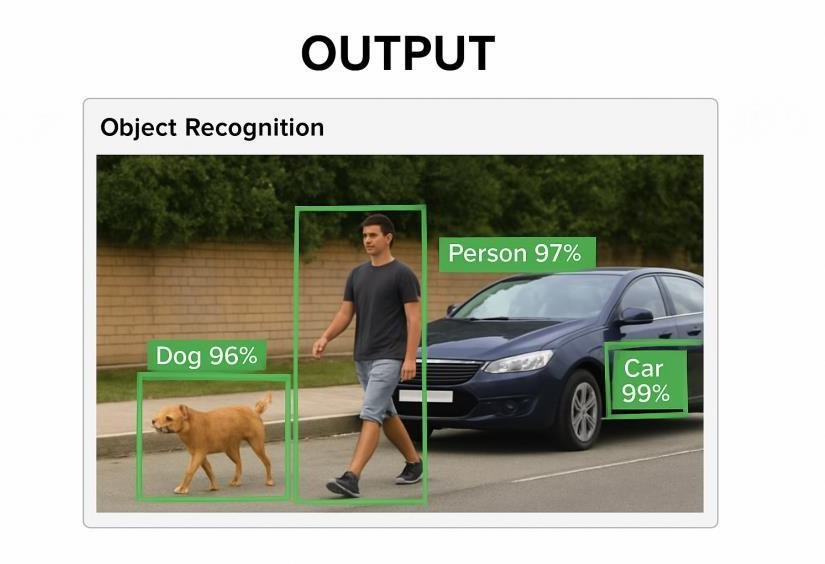 OUTPUT
Object Recognition
Person 97%
Dog 96%
Car
99%